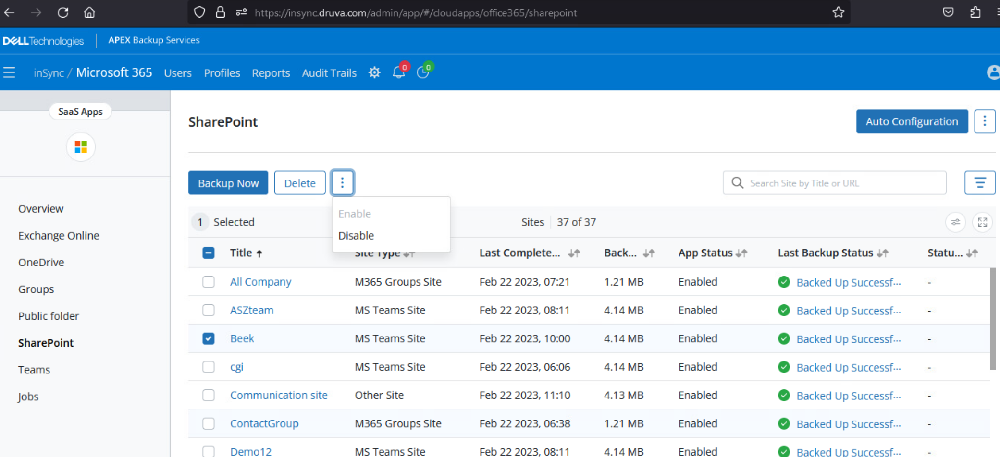 https://insync.druva.com/admin/app/#/cloudapps/office365/sharepoint
DELLTechnologies APEX Backup Services
inSync / Microsoft 365 Users Profiles Reports Audit Trails 0 0
SaaS Apps
Overview
Exchange Online
OneDrive
Groups
Public folder
SharePoint
Teams
Jobs
SharePoint
Auto Configuration
Backup Now Delete
Search Site by Title or URL
Enable
Disable
1 Selected Sites 37 of 37
Title Site Type Last Complete... Back... App Status Last Backup Status Statu...
All Company M365 Groups Site Feb 22 2023, 07:21 1.21 MB Enabled Backed Up Successf... -
ASZteam MS Teams Site Feb 22 2023, 08:11 4.14 MB Enabled Backed Up Successf... -
Beek MS Teams Site Feb 22 2023, 10:00 4.14 MB Enabled Backed Up Successf... -
cgi MS Teams Site Feb 22 2023, 06:06 4.14 MB Enabled Backed Up Successf... -
Communication site Other Site Feb 22 2023, 11:10 4.13 MB Enabled Backed Up Successf... -
ContactGroup M365 Groups Site Feb 22 2023, 06:38 1.21 MB Enabled Backed Up Successf... -
Demo12 MS Teams Site Feb 22 2023, 08:11 4.14 MB Enabled Backed Up Successf... -